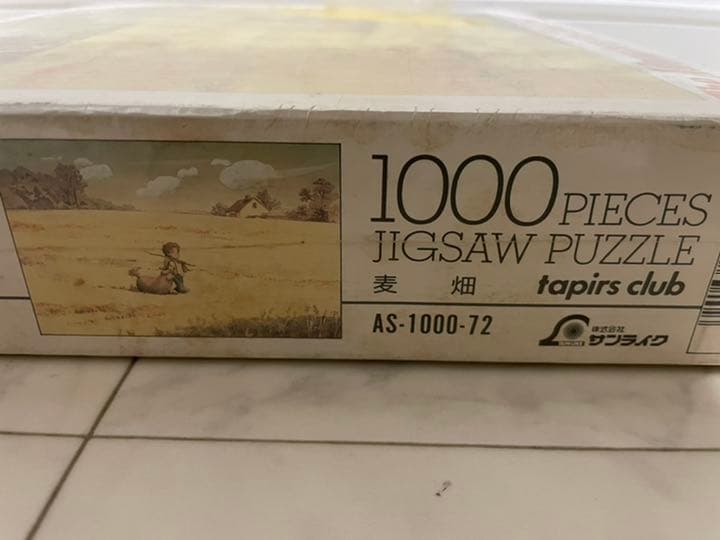 1000 PIECES
JIGSAW PUZZLE
麦 畑 tapirs club
AS-1000-72
株式会社
サンライク